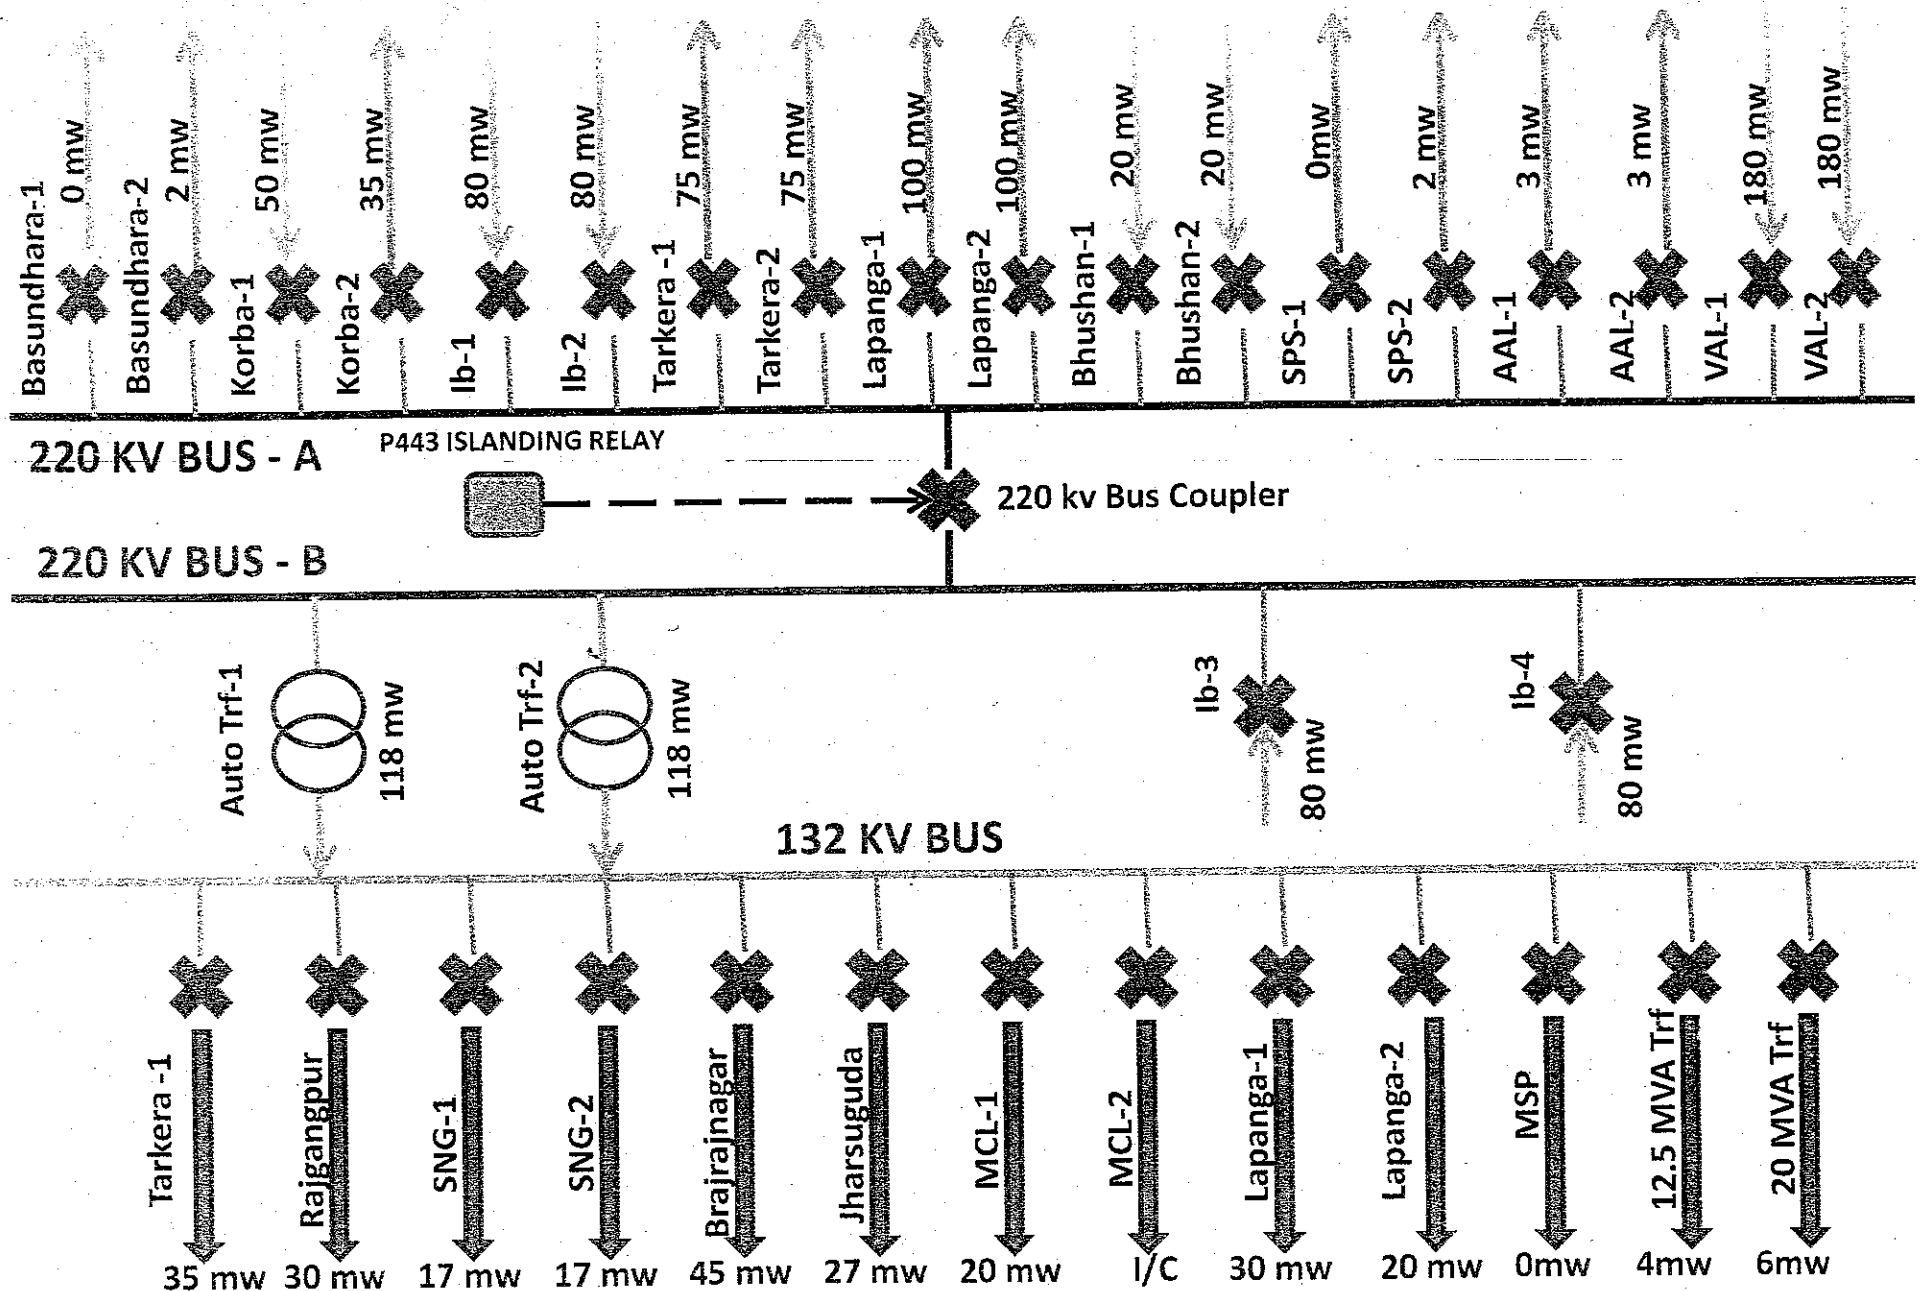 Basundhara-1
0 mw
Basundhara-2
2 mw
Korba-1
50 mw
Korba-2
35 mw
Ib-1
80 mw
Ib-2
80 mw
Tarkera -1
75 mw
Tarkera-2
75 mw
Lapanga-1
100 mw
Lapanga-2
100 mw
Bhushan-1
20 mw
Bhushan-2
20 mw
SPS-1
0mw
SPS-2
2 mw
AAL-1
3 mw
AAL-2
3 mw
VAL-1
180 mw
VAL-2
180 mw
220 KV BUS - A
P443 ISLANDING RELAY
220 kv Bus Coupler
220 KV BUS - B
Auto Trf-1
118 mw
Auto Trf-2
118 mw
Ib-3
80 mw
Ib-4
80 mw
132 KV BUS
Tarkera -1
35 mw
Rajgangpur
30 mw
SNG-1
17 mw
SNG-2
17 mw
Brajrajnagar
45 mw
Jharsuguda
27 mw
MCL-1
20 mw
MCL-2
I/C
Lapanga-1
30 mw
Lapanga-2
20 mw
MSP
0mw
12.5 MVA Trf
4mw
20 MVA Trf
6mw